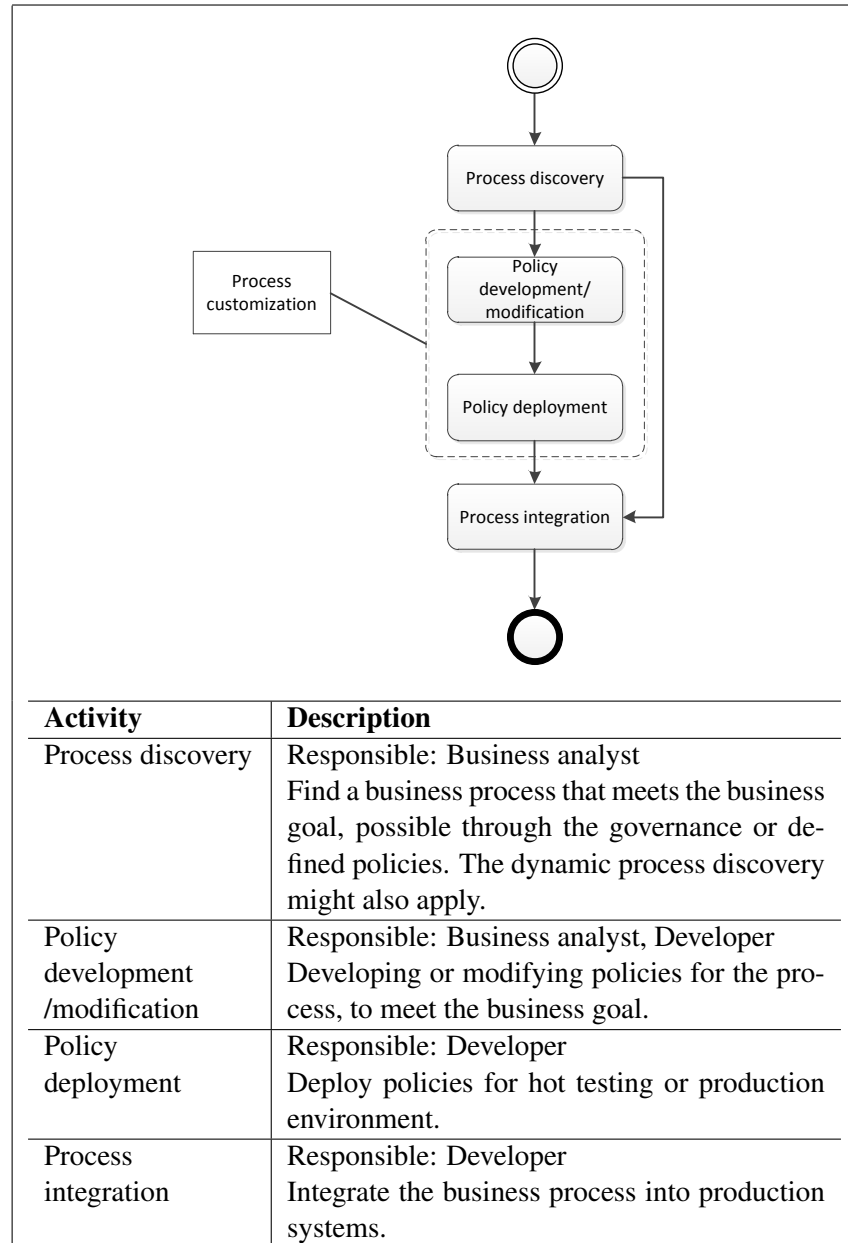 Process discovery
Process
customization
Policy
development/
modification
Policy deployment
Process integration
Activity Description
Process discovery Responsible: Business analyst
Find a business process that meets the business
goal, possible through the governance or de-
fined policies. The dynamic process discovery
might also apply.
Policy Responsible: Business analyst, Developer
development Developing or modifying policies for the pro-
/modification cess, to meet the business goal.
Policy Responsible: Developer
deployment Deploy policies for hot testing or production
environment.
Process Responsible: Developer
integration Integrate the business process into production
systems.